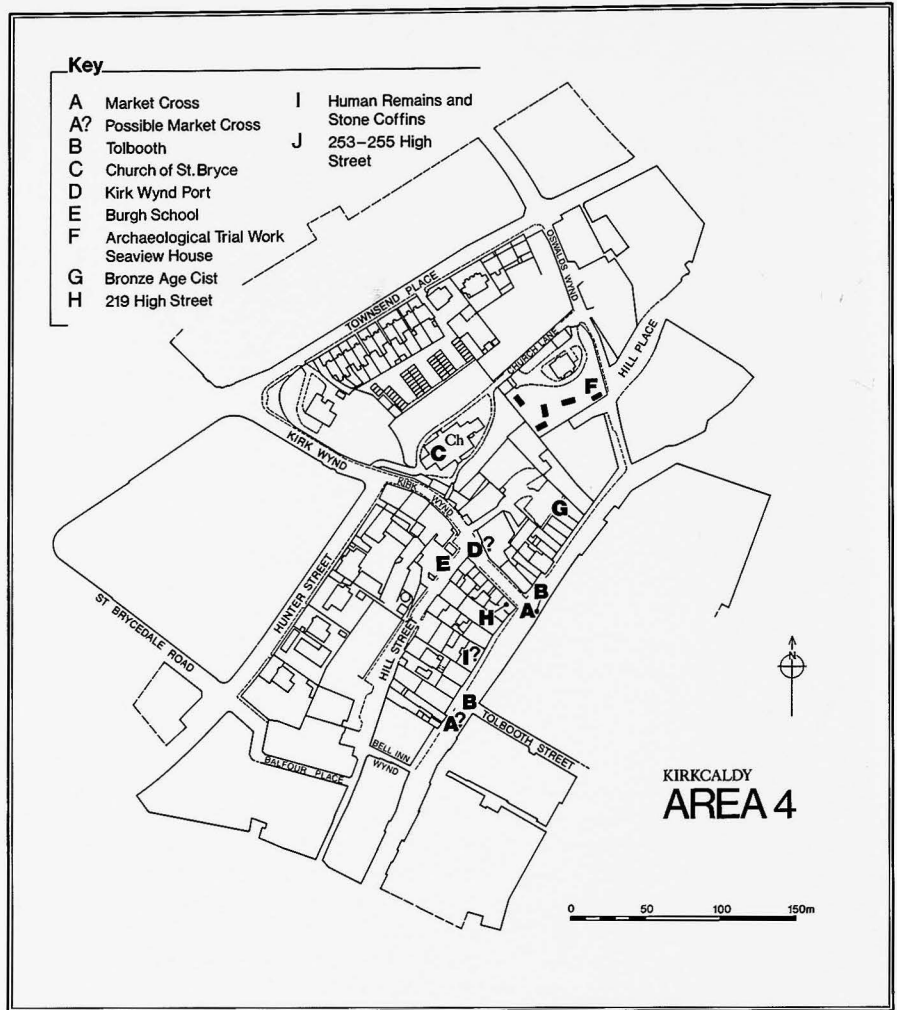 Key
A Market Cross
A? Possible Market Cross
B Tolbooth
C Church of St. Bryce
D Kirk Wynd Port
E Burgh School
F Archaeological Trial Work
Seaview House
G Bronze Age Cist
H 219 High Street
I Human Remains and
Stone Coffins
J 253–255 High
Street
TOWNSEND PLACE
OSWALDS WYND
CHURCH LANE
HILL PLACE
F
KIRK WYND
C Ch
KIRK WYND
G
D?
E
B
A
H
HUNTER STREET
ST BRYCEDALE ROAD
HILL STREET
I?
B
A?
TOLBOOTH STREET
BELL INN
WYND
BALFOUR PLACE
N
KIRKCALDY
AREA 4
0 50 100 150m